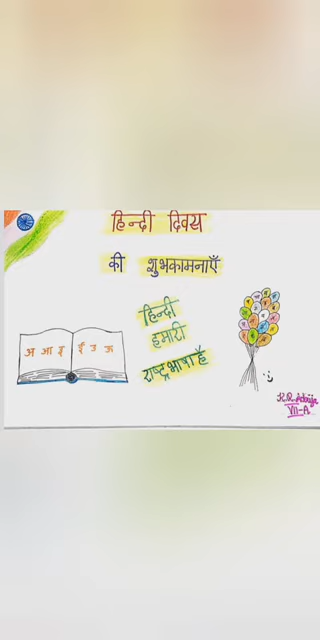 हिन्दी दिवस
की शुभकामनाएँ
हिन्दी
हमारी
राष्ट्रभाषा है
अ आ इ ई उ ऊ
VII-A